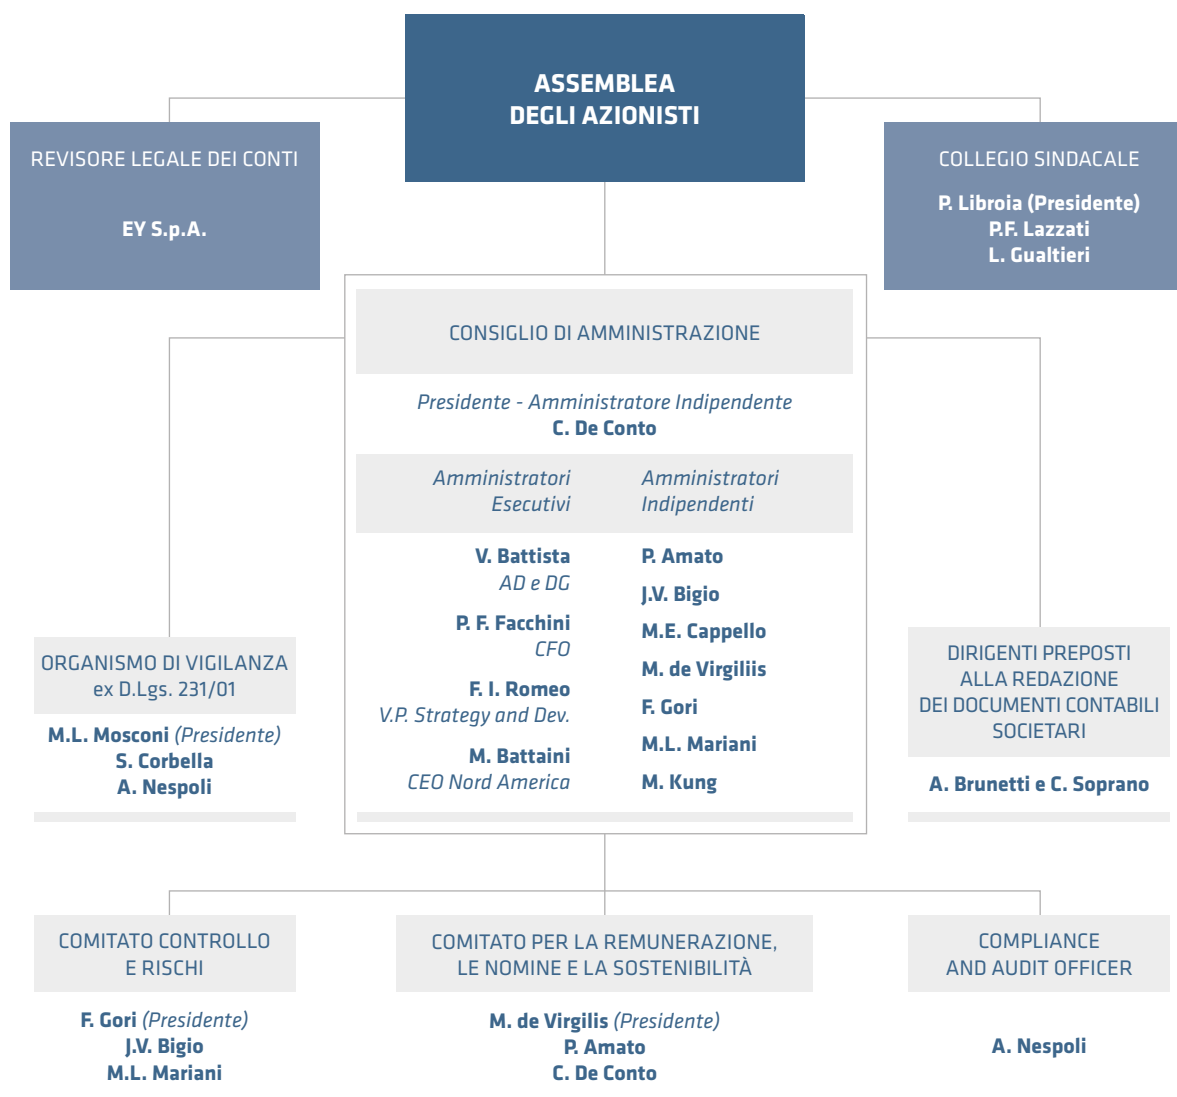 ASSEMBLEA
DEGLI AZIONISTI
REVISORE LEGALE DEI CONTI
EY S.p.A.
COLLEGIO SINDACALE
P. Libroia (Presidente)
P.F. Lazzati
L. Gualtieri
CONSIGLIO DI AMMINISTRAZIONE
Presidente - Amministratore Indipendente
C. De Conto
Amministratori
Esecutivi
V. Battista
AD e DG
P. F. Facchini
CFO
F. I. Romeo
V.P. Strategy and Dev.
M. Battaini
CEO Nord America
Amministratori
Indipendenti
P. Amato
J.V. Bigio
M.E. Cappello
M. de Virgiliis
F. Gori
M.L. Mariani
M. Kung
ORGANISMO DI VIGILANZA
ex D.Lgs. 231/01
M.L. Mosconi (Presidente)
S. Corbella
A. Nespoli
DIRIGENTI PREPOSTI
ALLA REDAZIONE
DEI DOCUMENTI CONTABILI
SOCIETARI
A. Brunetti e C. Soprano
COMITATO CONTROLLO
E RISCHI
F. Gori (Presidente)
J.V. Bigio
M.L. Mariani
COMITATO PER LA REMUNERAZIONE,
LE NOMINE E LA SOSTENIBILITÀ
M. de Virgilis (Presidente)
P. Amato
C. De Conto
COMPLIANCE
AND AUDIT OFFICER
A. Nespoli